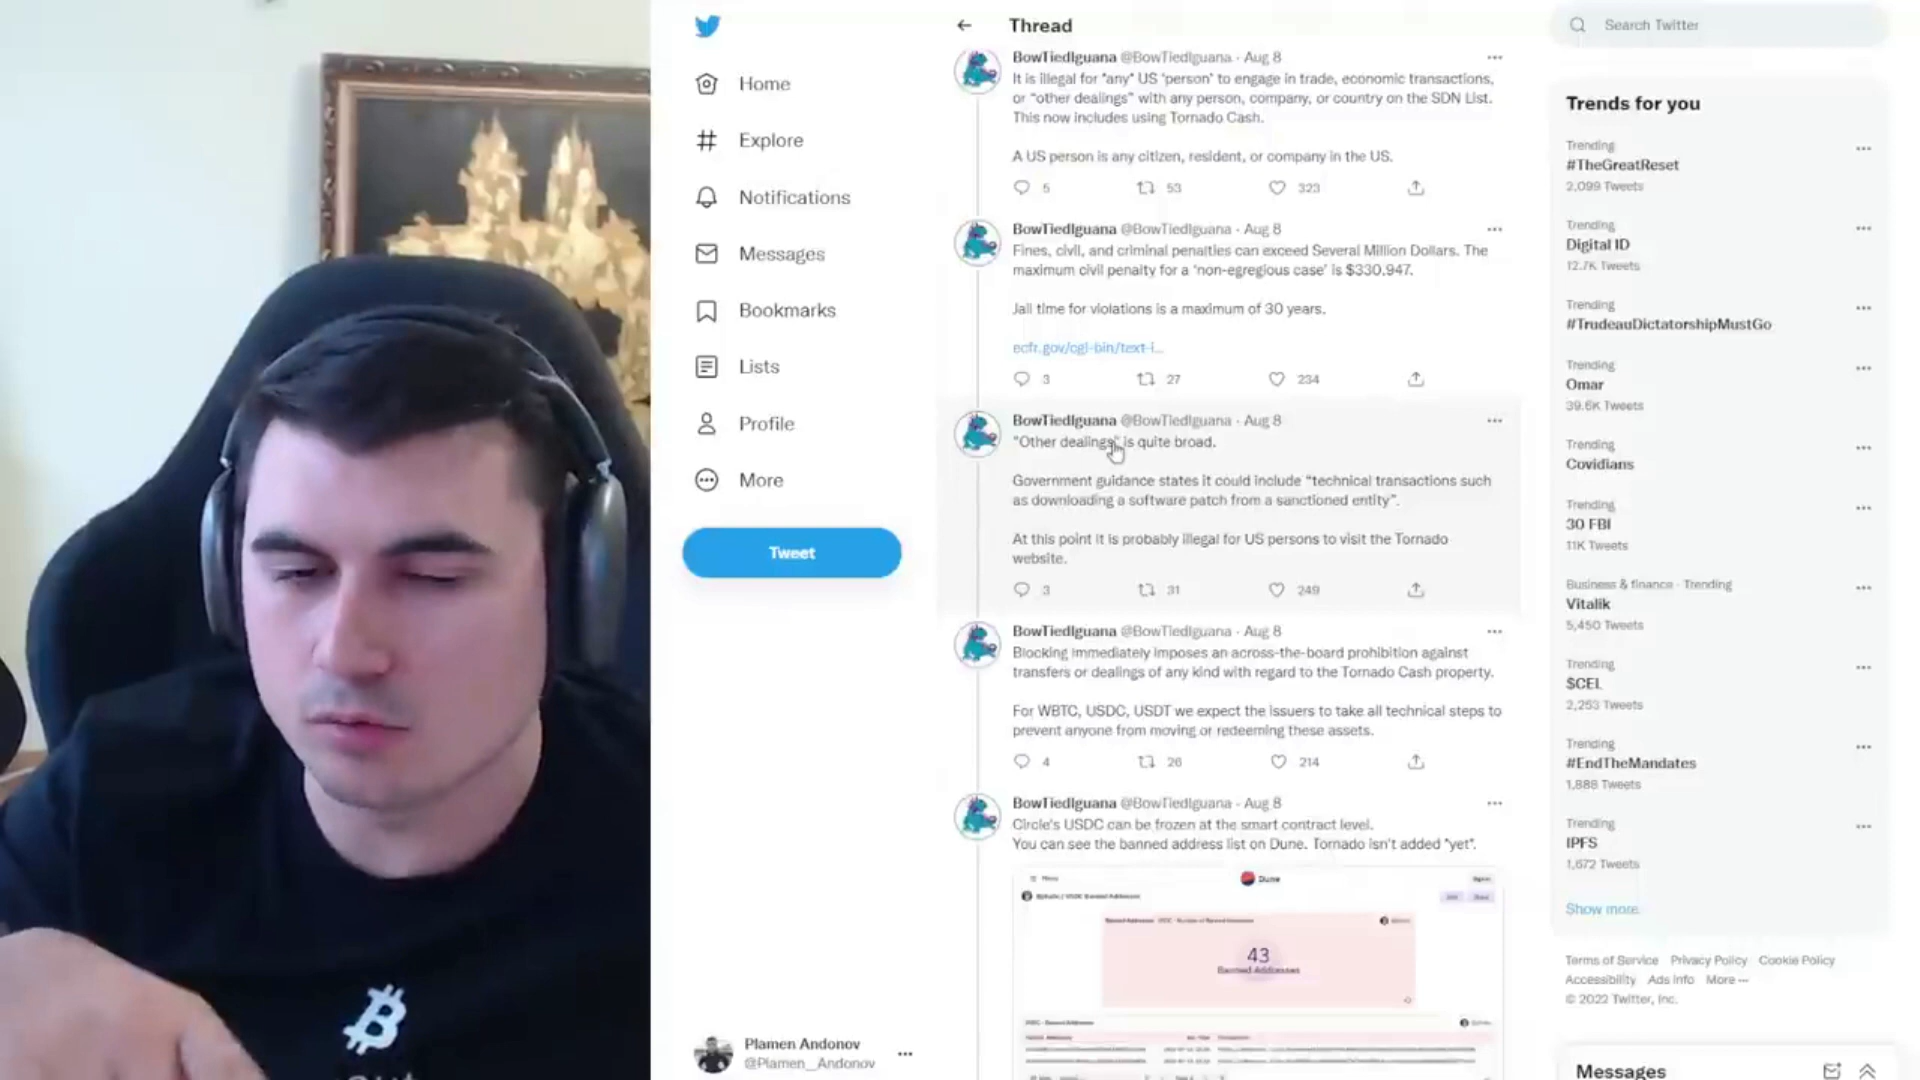 Home
Explore
Notifications
Messages
Bookmarks
Lists
Profile
More
Tweet
Plamen Andonov
@Plamen__Andonov
Thread
BowTiedIguana @BowTiedIguana · Aug 8
It is illegal for *any* US 'person' to engage in trade, economic transactions,
or "other dealings" with any person, company, or country on the SDN List.
This now includes using Tornado Cash.
A US person is any citizen, resident, or company in the US.
5 53 323
BowTiedIguana @BowTiedIguana · Aug 8
Fines, civil, and criminal penalties can exceed Several Million Dollars. The
maximum civil penalty for a 'non-egregious case' is $330,947.
Jail time for violations is a maximum of 30 years.
ecfr.gov/cgi-bin/text-i...
3 27 234
BowTiedIguana @BowTiedIguana · Aug 8
"Other dealings" is quite broad.
Government guidance states it could include "technical transactions such
as downloading a software patch from a sanctioned entity".
At this point it is probably illegal for US persons to visit the Tornado
website.
3 31 249
BowTiedIguana @BowTiedIguana · Aug 8
Blocking immediately imposes an across-the-board prohibition against
transfers or dealings of any kind with regard to the Tornado Cash property.
For WBTC, USDC, USDT we expect the issuers to take all technical steps to
prevent anyone from moving or redeeming these assets.
4 26 214
BowTiedIguana @BowTiedIguana · Aug 8
Circle's USDC can be frozen at the smart contract level.
You can see the banned address list on Dune. Tornado isn't added *yet*.
Dune
43
Banned Addresses
Search Twitter
Trends for you
Trending
#TheGreatReset
2,099 Tweets
Trending
Digital ID
12.7K Tweets
Trending
#TrudeauDictatorshipMustGo
Trending
Omar
39.6K Tweets
Trending
Covidians
Trending
30 FBI
11K Tweets
Business & finance · Trending
Vitalik
5,450 Tweets
Trending
$CEL
2,253 Tweets
Trending
#EndTheMandates
1,888 Tweets
Trending
IPFS
1,672 Tweets
Show more
Terms of Service Privacy Policy Cookie Policy
Accessibility Ads info More ···
© 2022 Twitter, Inc.
Messages